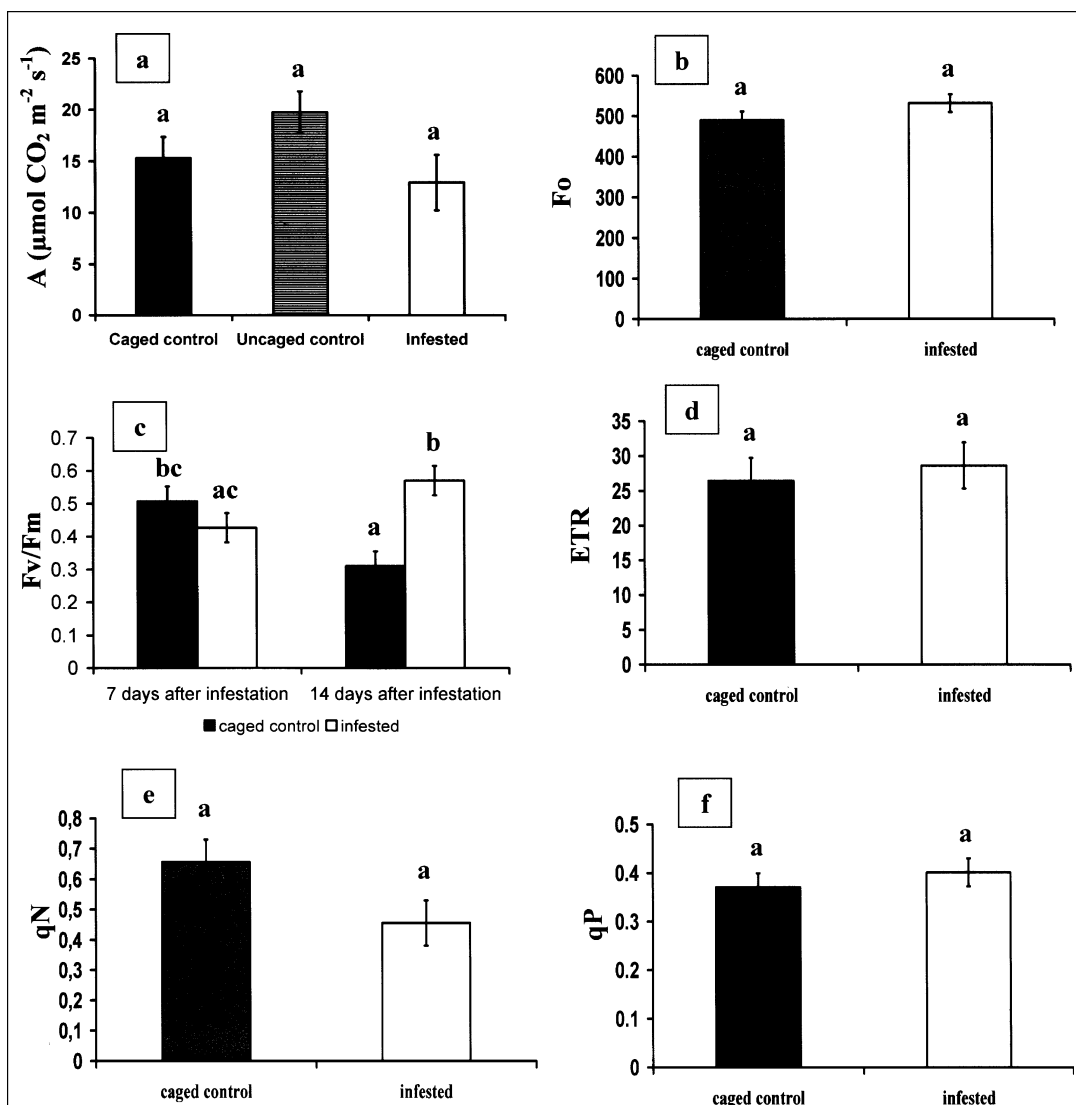 a
A (µmol CO₂ m⁻² s⁻¹)
25
20
15
10
5
0
a
a
a
Caged control
Uncaged control
Infested
b
Fo
600
500
400
300
200
100
0
a
a
caged control
infested
c
Fv/Fm
0.7
0.6
0.5
0.4
0.3
0.2
0.1
0
bc
ac
a
b
7 days after infestation
14 days after infestation
caged control
infested
d
ETR
35
30
25
20
15
10
5
0
a
a
caged control
infested
e
qN
0,8
0,7
0,6
0,5
0,4
0,3
0,2
0,1
0
a
a
caged control
infested
f
qP
0.5
0.4
0.3
0.2
0.1
0
a
a
caged control
infested